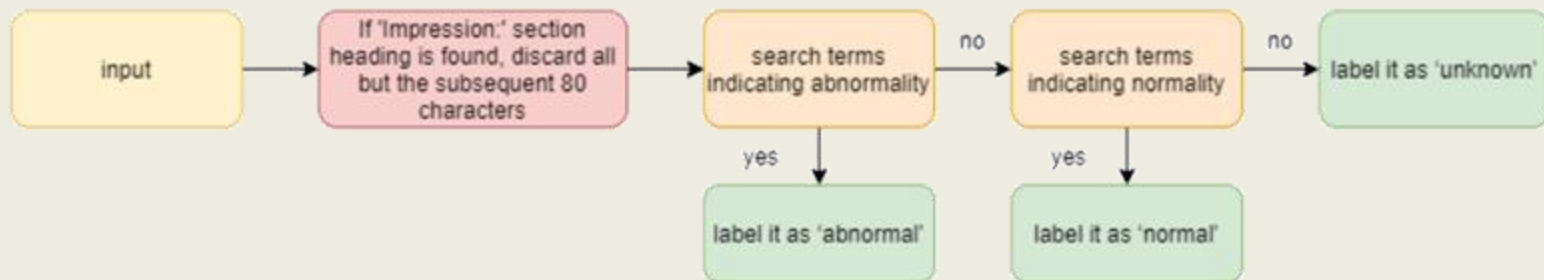 input
If 'Impression:' section
heading is found, discard all
but the subsequent 80
characters
search terms
indicating abnormality
no
search terms
indicating normality
no
label it as ‘unknown’
yes
label it as ‘abnormal’
yes
label it as ‘normal’